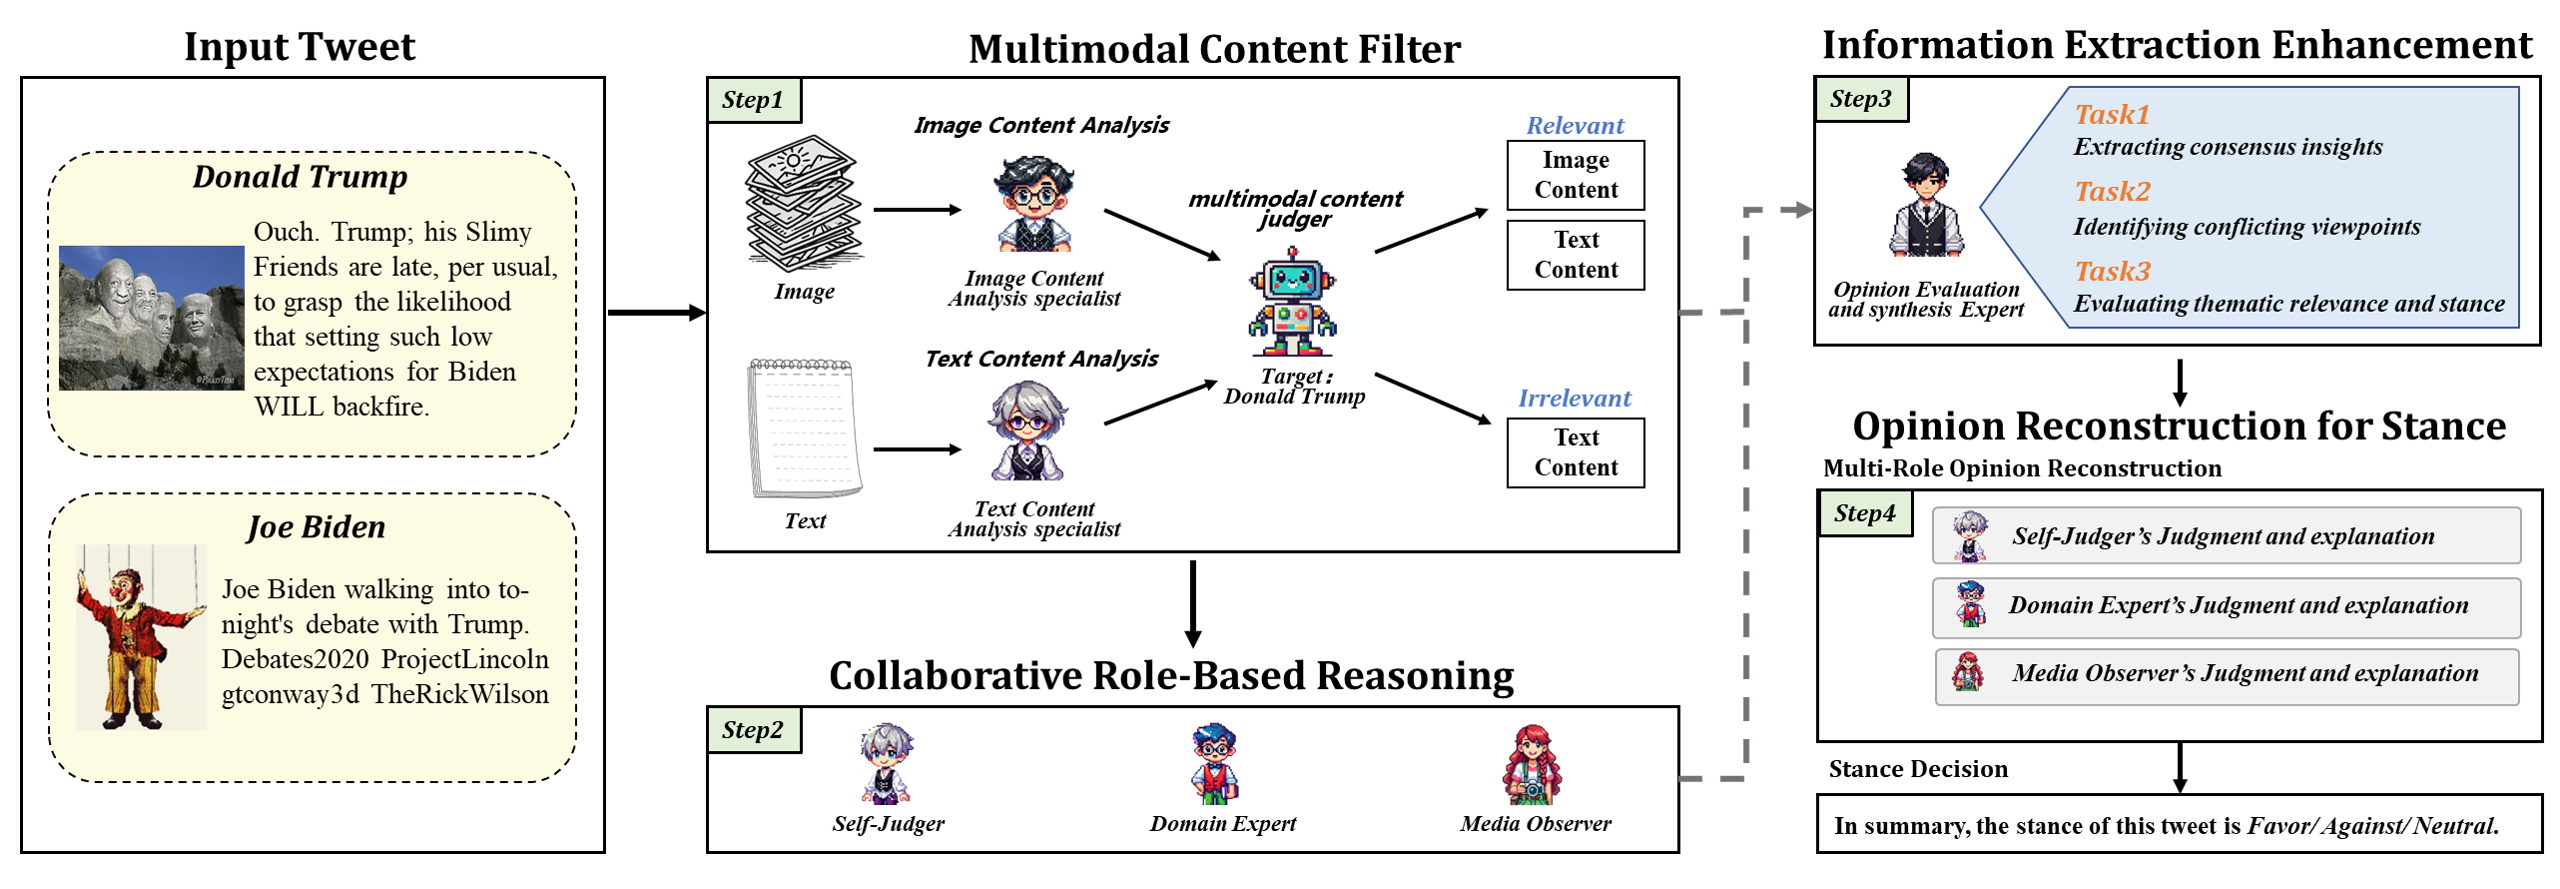 Input Tweet
Donald Trump
Ouch. Trump; his Slimy
Friends are late, per usual,
to grasp the likelihood
that setting such low
expectations for Biden
WILL backfire.
Joe Biden
Joe Biden walking into to-
night's debate with Trump.
Debates2020 ProjectLincoln
gtconway3d TheRickWilson
Multimodal Content Filter
Step1
Image Content Analysis
Image
Image Content
Analysis specialist
Text Content Analysis
Text
Text Content
Analysis specialist
multimodal content
judger
Target：
Donald Trump
Relevant
Image
Content
Text
Content
Irrelevant
Text
Content
Collaborative Role-Based Reasoning
Step2
Self-Judger
Domain Expert
Media Observer
Information Extraction Enhancement
Step3
Opinion Evaluation
and synthesis Expert
Task1
Extracting consensus insights
Task2
Identifying conflicting viewpoints
Task3
Evaluating thematic relevance and stance
Opinion Reconstruction for Stance
Multi-Role Opinion Reconstruction
Step4
Self-Judger’s Judgment and explanation
Domain Expert’s Judgment and explanation
Media Observer’s Judgment and explanation
Stance Decision
In summary, the stance of this tweet is Favor/Against/Neutral.